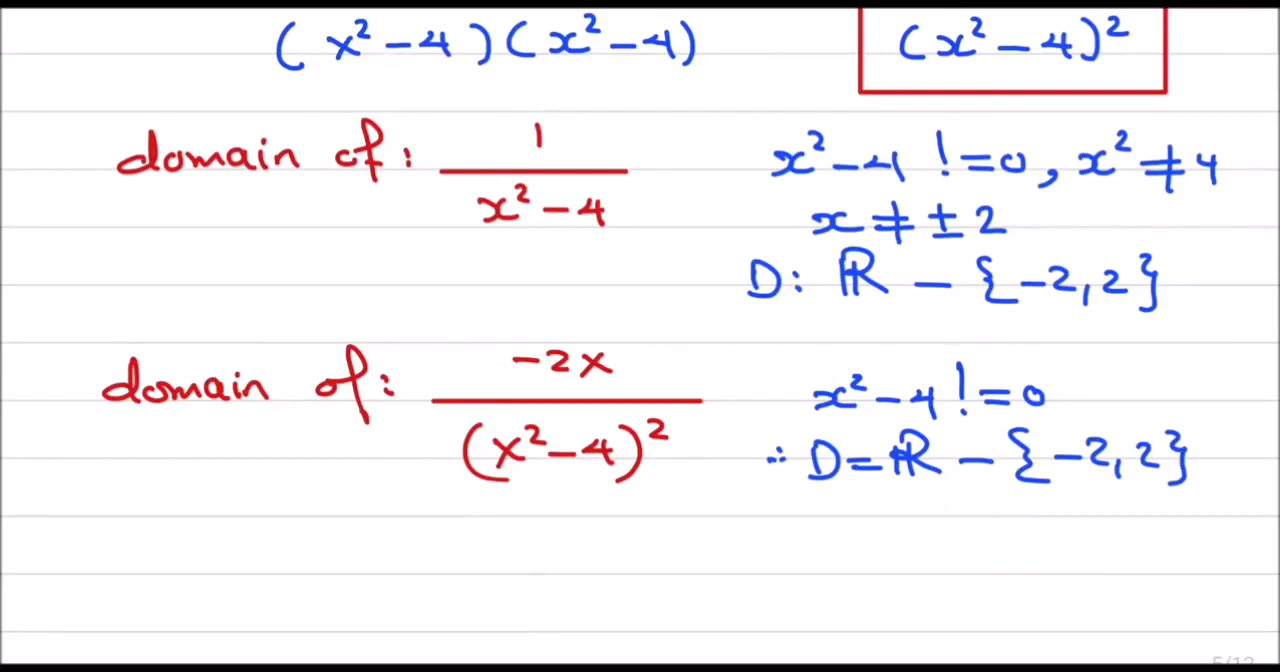 (x² - 4)(x² - 4) (x² - 4)²
domain of: 1 / (x² - 4)
x² - 4 != 0, x² ≠ 4
x ≠ ± 2
D: ℝ - {-2, 2}
domain of: -2x / (x² - 4)²
x² - 4 != 0
∴ D = ℝ - {-2, 2}